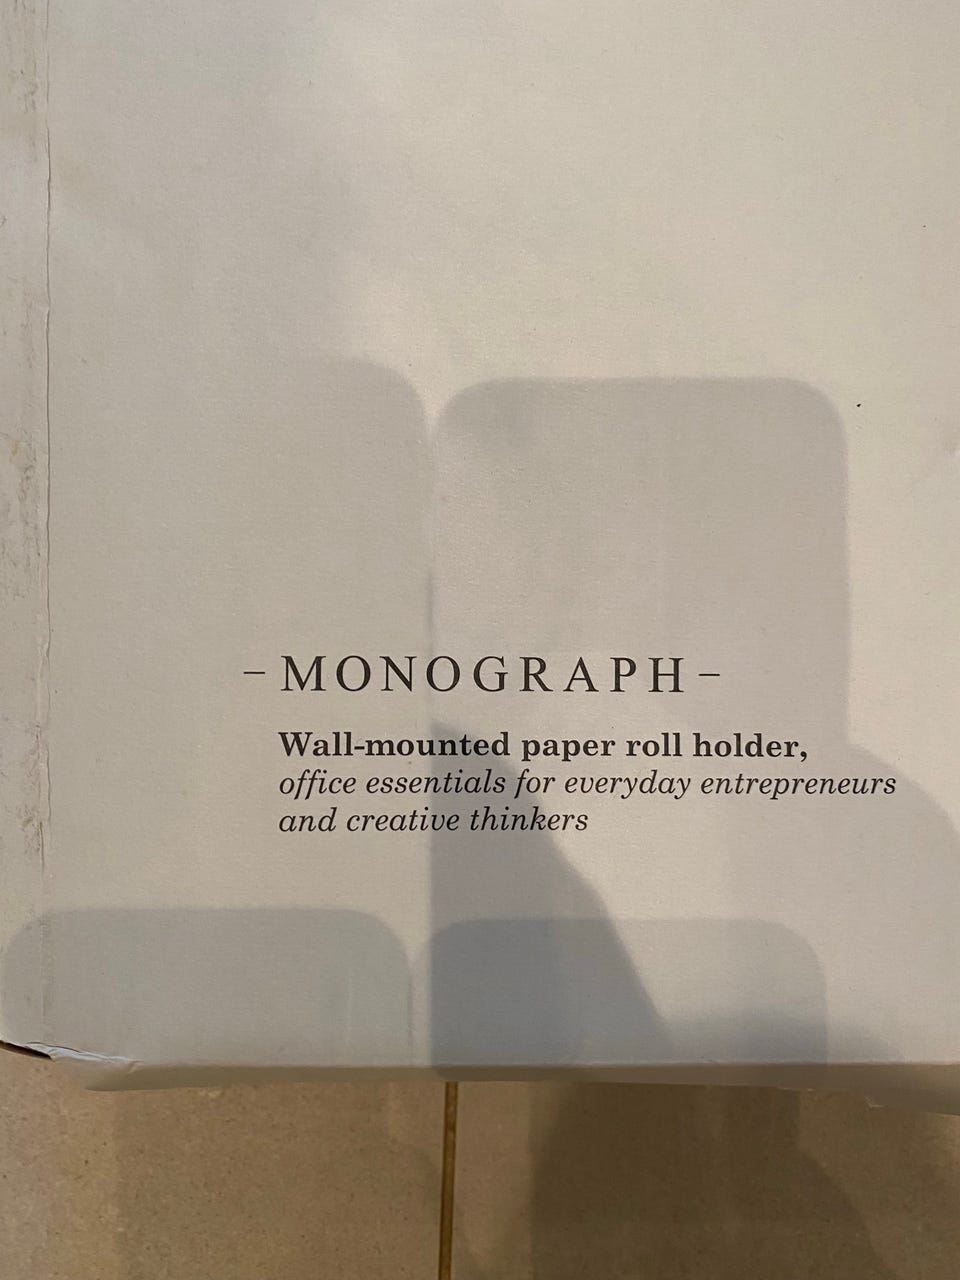 – MONOGRAPH –
Wall-mounted paper roll holder,
office essentials for everyday entrepreneurs
and creative thinkers